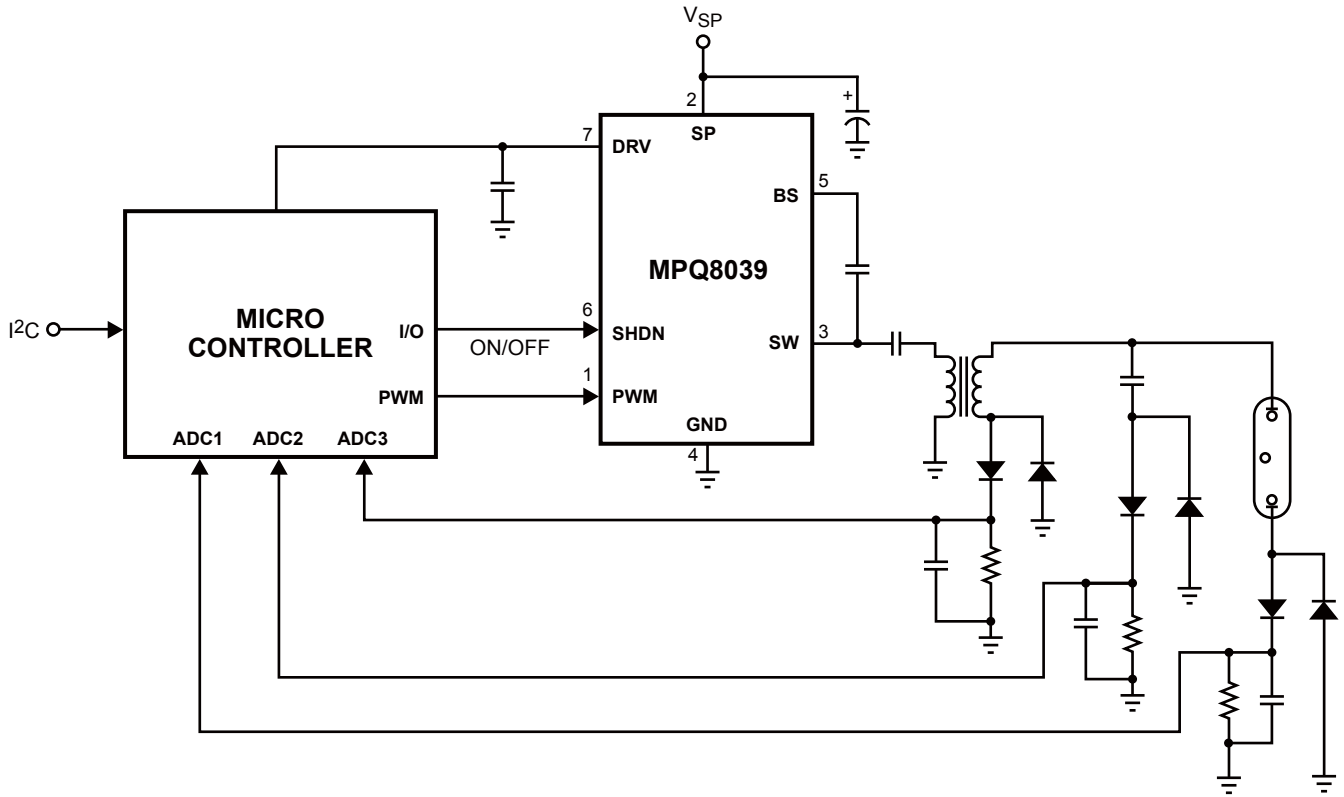 VSP
+
2
SP
7
DRV
BS
5
MPQ8039
MICRO
CONTROLLER
I²C
I/O
ON/OFF
6
SHDN
SW
3
PWM
1
PWM
GND
4
ADC1 ADC2 ADC3